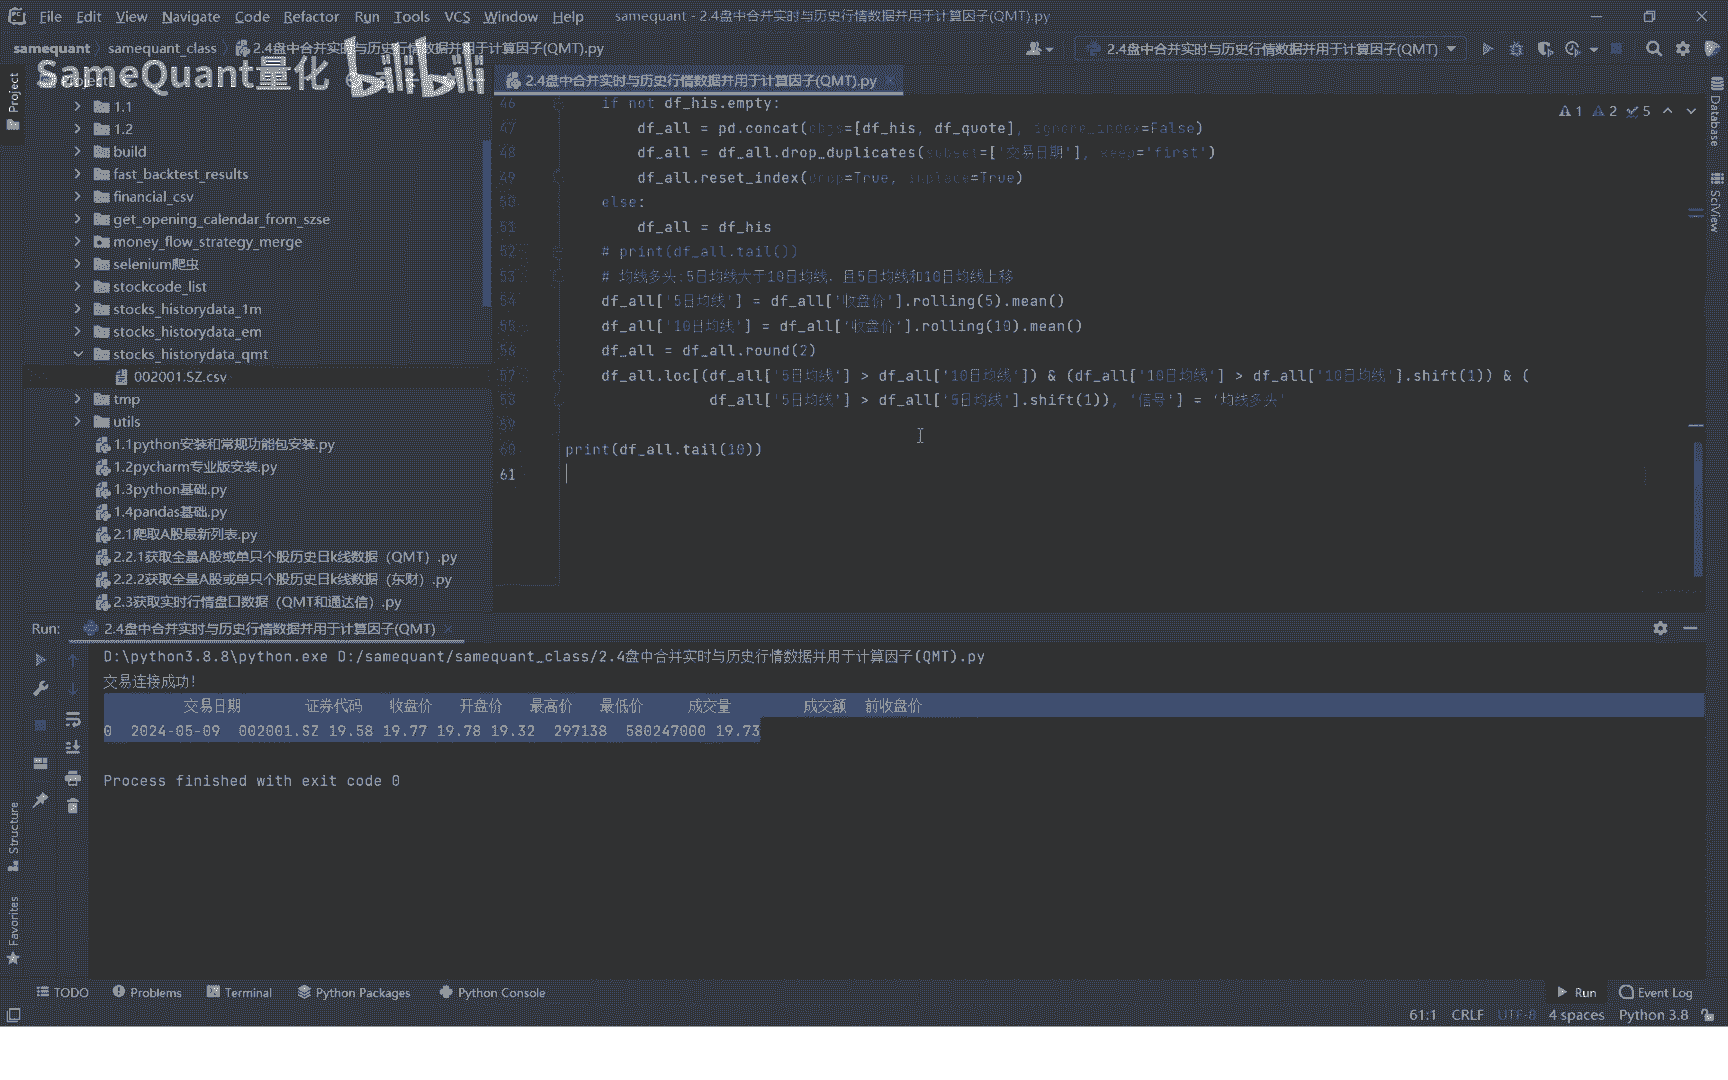 File Edit View Navigate Code Refactor Run Tools VCS Window Help samequant - 2.4盘中合并实时与历史行情数据并用于计算因子(QMT).py
samequant samequant_class 2.4盘中合并实时与历史行情数据并用于计算因子(QMT).py
2.4盘中合并实时与历史行情数据并用于计算因子(QMT)
SameQuant量化 bilibili
Project
2.4盘中合并实时与历史行情数据并用于计算因子(QMT).py
1 2 5
1.1
1.2
build
fast_backtest_results
financial_csv
get_opening_calendar_from_szse
money_flow_strategy_merge
selenium爬虫
stockcode_list
stocks_historydata_1m
stocks_historydata_em
stocks_historydata_qmt
002001.SZ.csv
tmp
utils
1.1python安装和常规功能包安装.py
1.2pycharm专业版安装.py
1.3python基础.py
1.4pandas基础.py
2.1爬取A股最新列表.py
2.2.1获取全量A股或单只个股历史日k线数据（QMT）.py
2.2.2获取全量A股或单只个股历史日k线数据（东财）.py
2.3获取实时行情盘口数据（QMT和通达信）.py
46 if not df_his.empty:
47 df_all = pd.concat(objs=[df_his, df_quote], ignore_index=False)
48 df_all = df_all.drop_duplicates(subset=['交易日期'], keep='first')
49 df_all.reset_index(drop=True, inplace=True)
50 else:
51 df_all = df_his
52 # print(df_all.tail())
53 # 均线多头:5日均线大于10日均线，且5日均线和10日均线上移
54 df_all['5日均线'] = df_all['收盘价'].rolling(5).mean()
55 df_all['10日均线'] = df_all['收盘价'].rolling(10).mean()
56 df_all = df_all.round(2)
57 df_all.loc[(df_all['5日均线'] > df_all['10日均线']) & (df_all['10日均线'] > df_all['10日均线'].shift(1)) & (
58 df_all['5日均线'] > df_all['5日均线'].shift(1)), '信号'] = '均线多头'
59
60 print(df_all.tail(10))
61
Database
SciView
Run: 2.4盘中合并实时与历史行情数据并用于计算因子(QMT)
D:\python3.8.8\python.exe D:/samequant/samequant_class/2.4盘中合并实时与历史行情数据并用于计算因子(QMT).py
交易连接成功!
交易日期 证券代码 收盘价 开盘价 最高价 最低价 成交量 成交额 前收盘价
0 2024-05-09 002001.SZ 19.58 19.77 19.78 19.32 297138 580247000 19.73
Process finished with exit code 0
Structure
Favorites
TODO Problems Terminal Python Packages Python Console Run Event Log
61:1 CRLF UTF-8 4 spaces Python 3.8